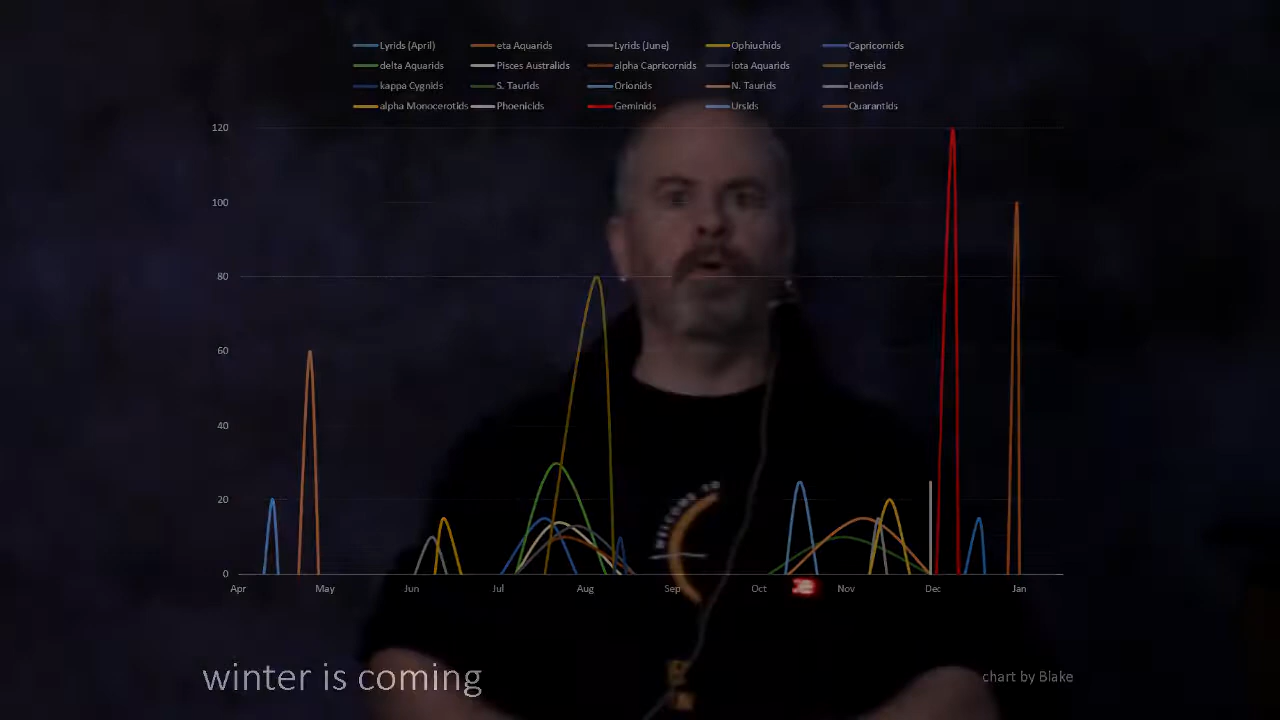 Lyrids (April) eta Aquarids Lyrids (June) Ophiuchids Capricornids
delta Aquarids Pisces Australids alpha Capricornids iota Aquarids Perseids
kappa Cygnids S. Taurids Orionids N. Taurids Leonids
alpha Monocerotids Phoenicids Geminids Ursids Quarantids
120
100
80
60
40
20
0
Apr May Jun Jul Aug Sep Oct Nov Dec Jan
WELCOME TO
winter is coming
chart by Blake